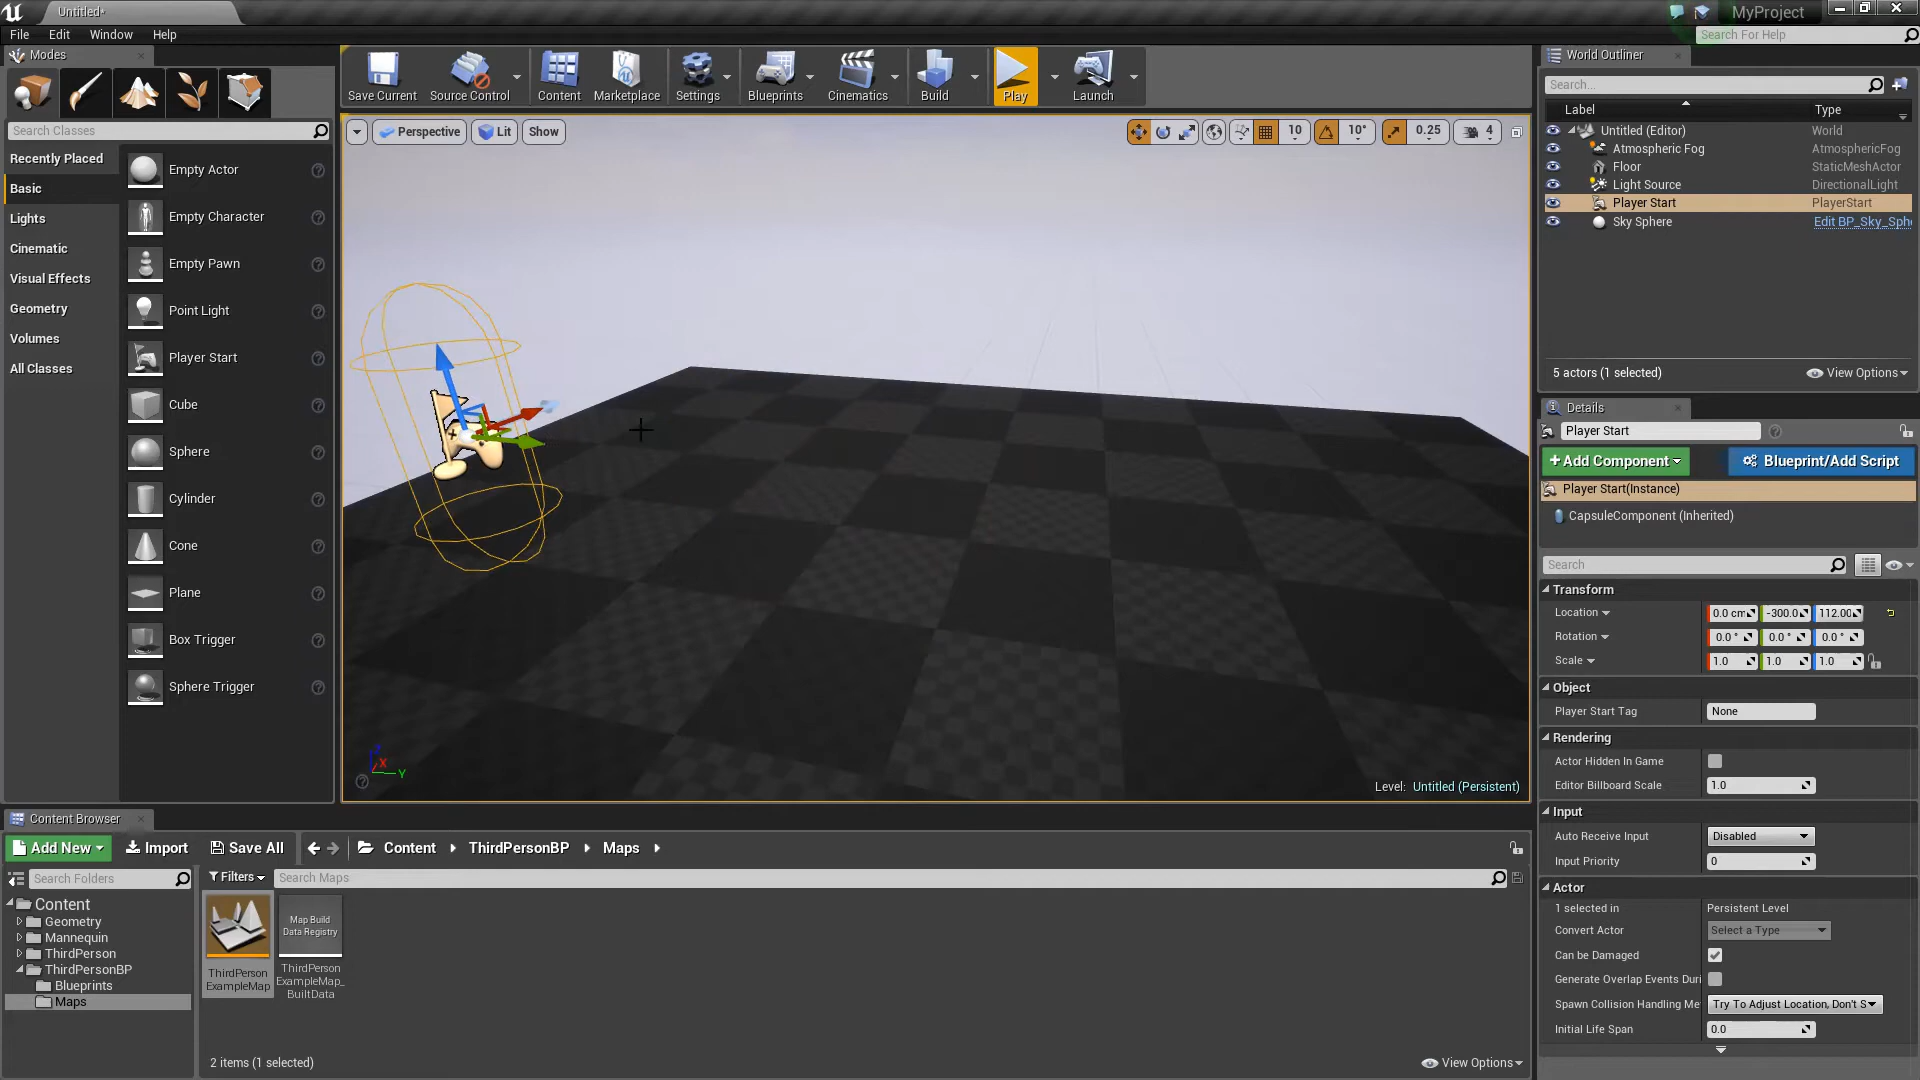 Untitled*
MyProject
File Edit Window Help
Search For Help
Modes
Search Classes
Recently Placed
Basic
Lights
Cinematic
Visual Effects
Geometry
Volumes
All Classes
Empty Actor
Empty Character
Empty Pawn
Point Light
Player Start
Cube
Sphere
Cylinder
Cone
Plane
Box Trigger
Sphere Trigger
Save Current Source Control Content Marketplace Settings Blueprints Cinematics Build Play Launch
Perspective Lit Show
10 10° 0.25 4
Z X Y
Level: Untitled (Persistent)
World Outliner
Search...
Label Type
Untitled (Editor) World
Atmospheric Fog AtmosphericFog
Floor StaticMeshActor
Light Source DirectionalLight
Player Start PlayerStart
Sky Sphere Edit BP_Sky_Sph
5 actors (1 selected) View Options
Details
Player Start
+Add Component Blueprint/Add Script
Player Start(Instance)
CapsuleComponent (Inherited)
Search
Transform
Location 0.0 cm -300.0 112.00
Rotation 0.0 ° 0.0 ° 0.0 °
Scale 1.0 1.0 1.0
Object
Player Start Tag None
Rendering
Actor Hidden In Game
Editor Billboard Scale 1.0
Input
Auto Receive Input Disabled
Input Priority 0
Actor
1 selected in Persistent Level
Convert Actor Select a Type
Can be Damaged
Generate Overlap Events Duri
Spawn Collision Handling Me Try To Adjust Location, Don't S
Initial Life Span 0.0
Content Browser
Add New Import Save All Content ThirdPersonBP Maps
Search Folders
Content
Geometry
Mannequin
ThirdPerson
ThirdPersonBP
Blueprints
Maps
Filters Search Maps
Map Build
Data Registry
ThirdPerson
ExampleMap
ThirdPerson
ExampleMap_
BuiltData
2 items (1 selected) View Options